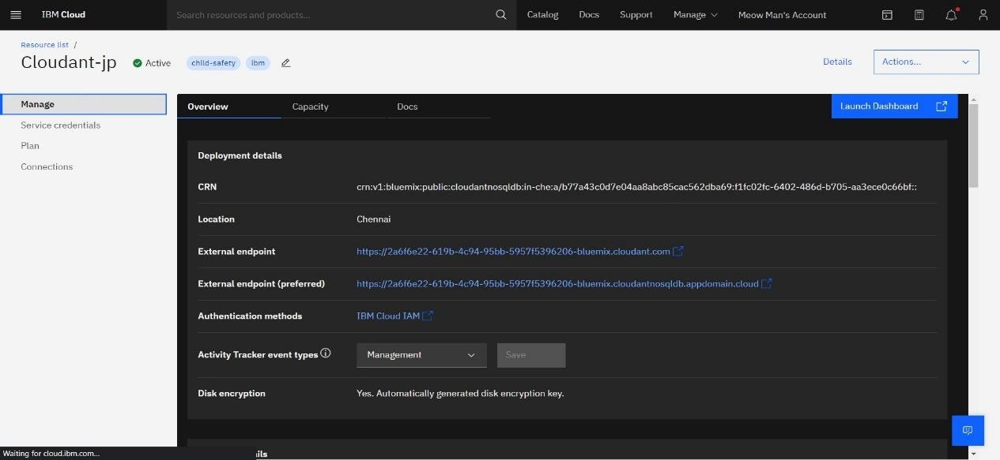 IBM Cloud
Search resources and products...
Catalog
Docs
Support
Manage
Meow Man's Account
Resource list /
Cloudant-jp
Active
child-safety
ibm
Details
Actions...
Manage
Service credentials
Plan
Connections
Overview
Capacity
Docs
Launch Dashboard
Deployment details
CRN
crn:v1:bluemix:public:cloudantnosqldb:in-che:a/b77a43c0d7e04aa8abc85cac562dba69:f1fc02fc-6402-486d-b705-aa3ece0c66bf::
Location
Chennai
External endpoint
https://2a6f6e22-619b-4c94-95bb-5957f5396206-bluemix.cloudant.com
External endpoint (preferred)
https://2a6f6e22-619b-4c94-95bb-5957f5396206-bluemix.cloudantnosqldb.appdomain.cloud
Authentication methods
IBM Cloud IAM
Activity Tracker event types
Management
Save
Disk encryption
Yes. Automatically generated disk encryption key.
Waiting for cloud.ibm.com...